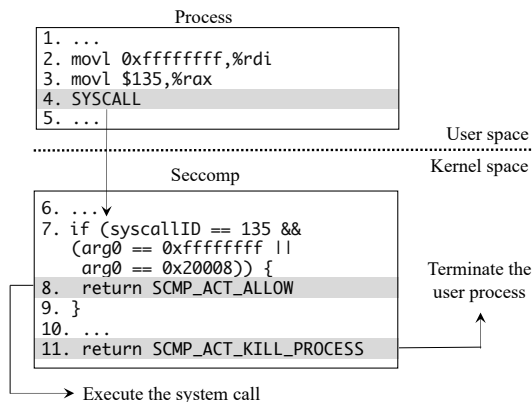 Process
1. ...
2. movl 0xffffffff,%rdi
3. movl $135,%rax
4. SYSCALL
5. ...
User space
Kernel space
Seccomp
6. ...
7. if (syscallID == 135 &&
(arg0 == 0xffffffff ||
arg0 == 0x20008)) {
8. return SCMP_ACT_ALLOW
9. }
10. ...
11. return SCMP_ACT_KILL_PROCESS
Terminate the
user process
Execute the system call